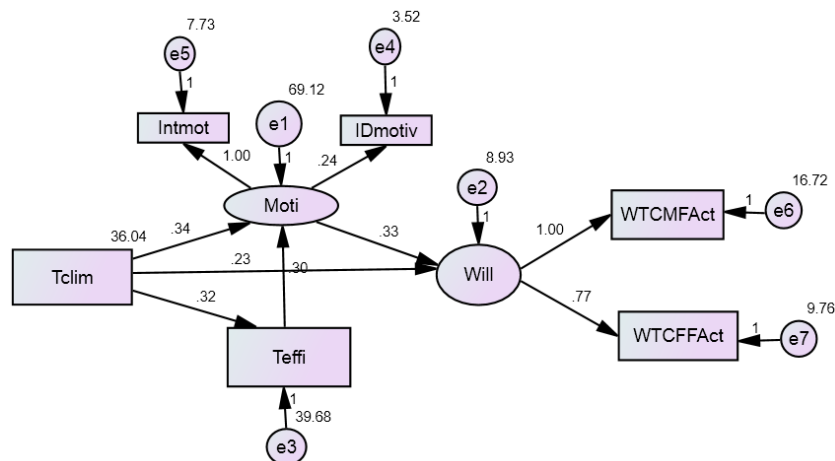 7.73
3.52
e5
e4
1
1
69.12
Intmot
e1
IDmotiv
1.00
1
.24
8.93
Moti
e2
16.72
36.04
.34
.33
1
1.00
WTCMFAct
1
e6
Tclim
.23
.30
Will
.32
.77
9.76
Teffi
WTCFFAct
1
e7
1
39.68
e3